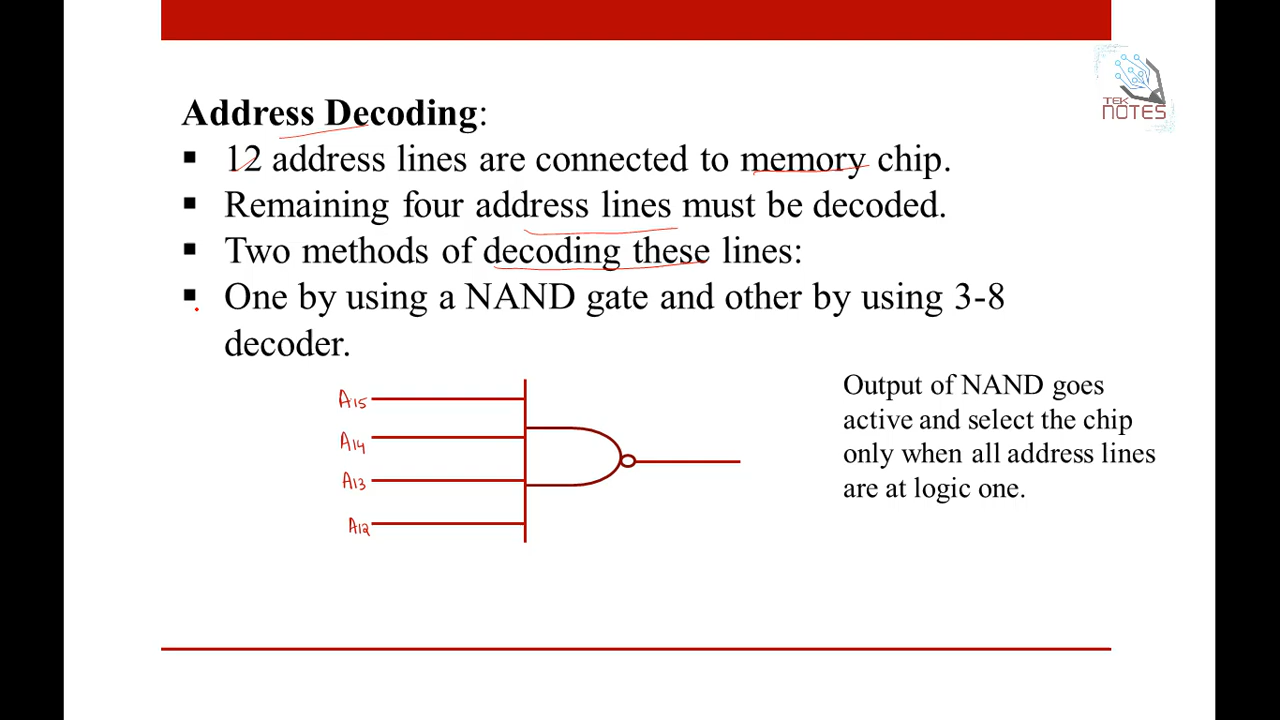 TEK
NOTES
Address Decoding:
▪ 12 address lines are connected to memory chip.
▪ Remaining four address lines must be decoded.
▪ Two methods of decoding these lines:
▪ One by using a NAND gate and other by using 3-8
decoder.
Output of NAND goes
active and select the chip
only when all address lines
are at logic one.
A15
A14
A13
A12